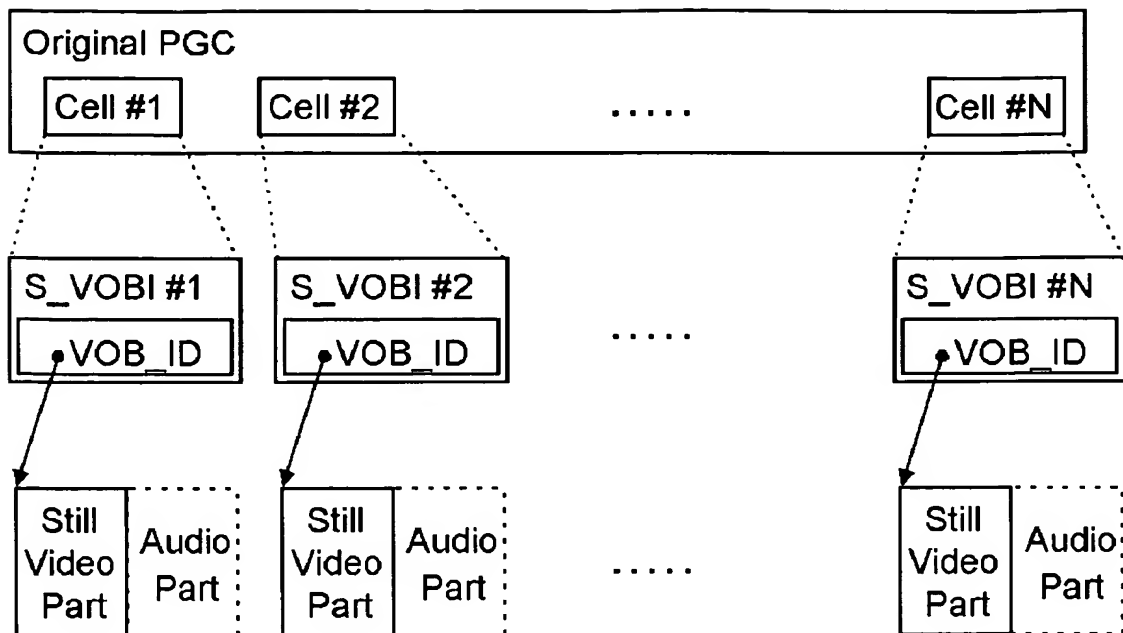 Original PGC
Cell #1 Cell #2 ..... Cell #N
S_VOBI #1 S_VOBI #2 S_VOBI #N
VOB_ID VOB_ID ..... VOB_ID
Still Video Part Audio Part Still Video Part Audio Part ..... Still Video Part Audio Part